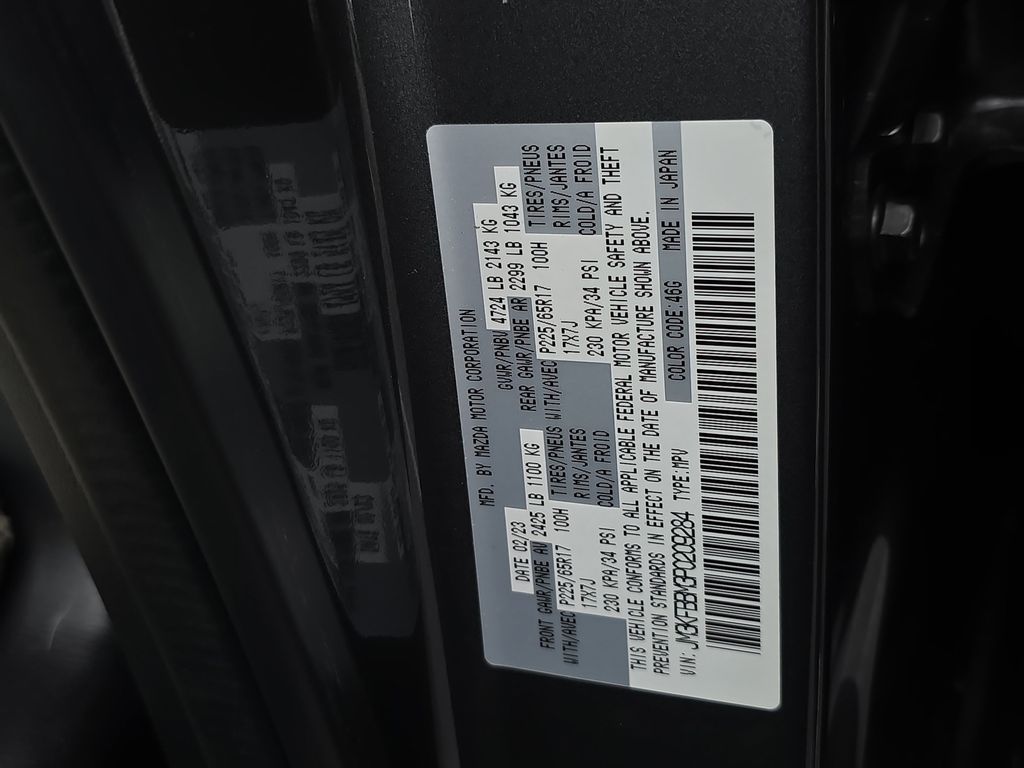 MFD. BY MAZDA MOTOR CORPORATION
DATE 02/23 GVWR/PNBV 4724 LB 2143 KG
FRONT GAWR/PNBE AV 2425 LB 1100 KG REAR GAWR/PNBE AR 2299 LB 1043 KG
WITH/AVEC P225/65R17 100H TIRES/PNEUS WITH/AVEC P225/65R17 100H TIRES/PNEUS
17X7J RIMS/JANTES 17X7J RIMS/JANTES
230 KPA/34 PSI COLD/A FROID 230 KPA/34 PSI COLD/A FROID
THIS VEHICLE CONFORMS TO ALL APPLICABLE FEDERAL MOTOR VEHICLE SAFETY AND THEFT
PREVENTION STANDARDS IN EFFECT ON THE DATE OF MANUFACTURE SHOWN ABOVE.
VIN: JM3KFBBM3P0209284 TYPE:MPV COLOR CODE:46G MADE IN JAPAN